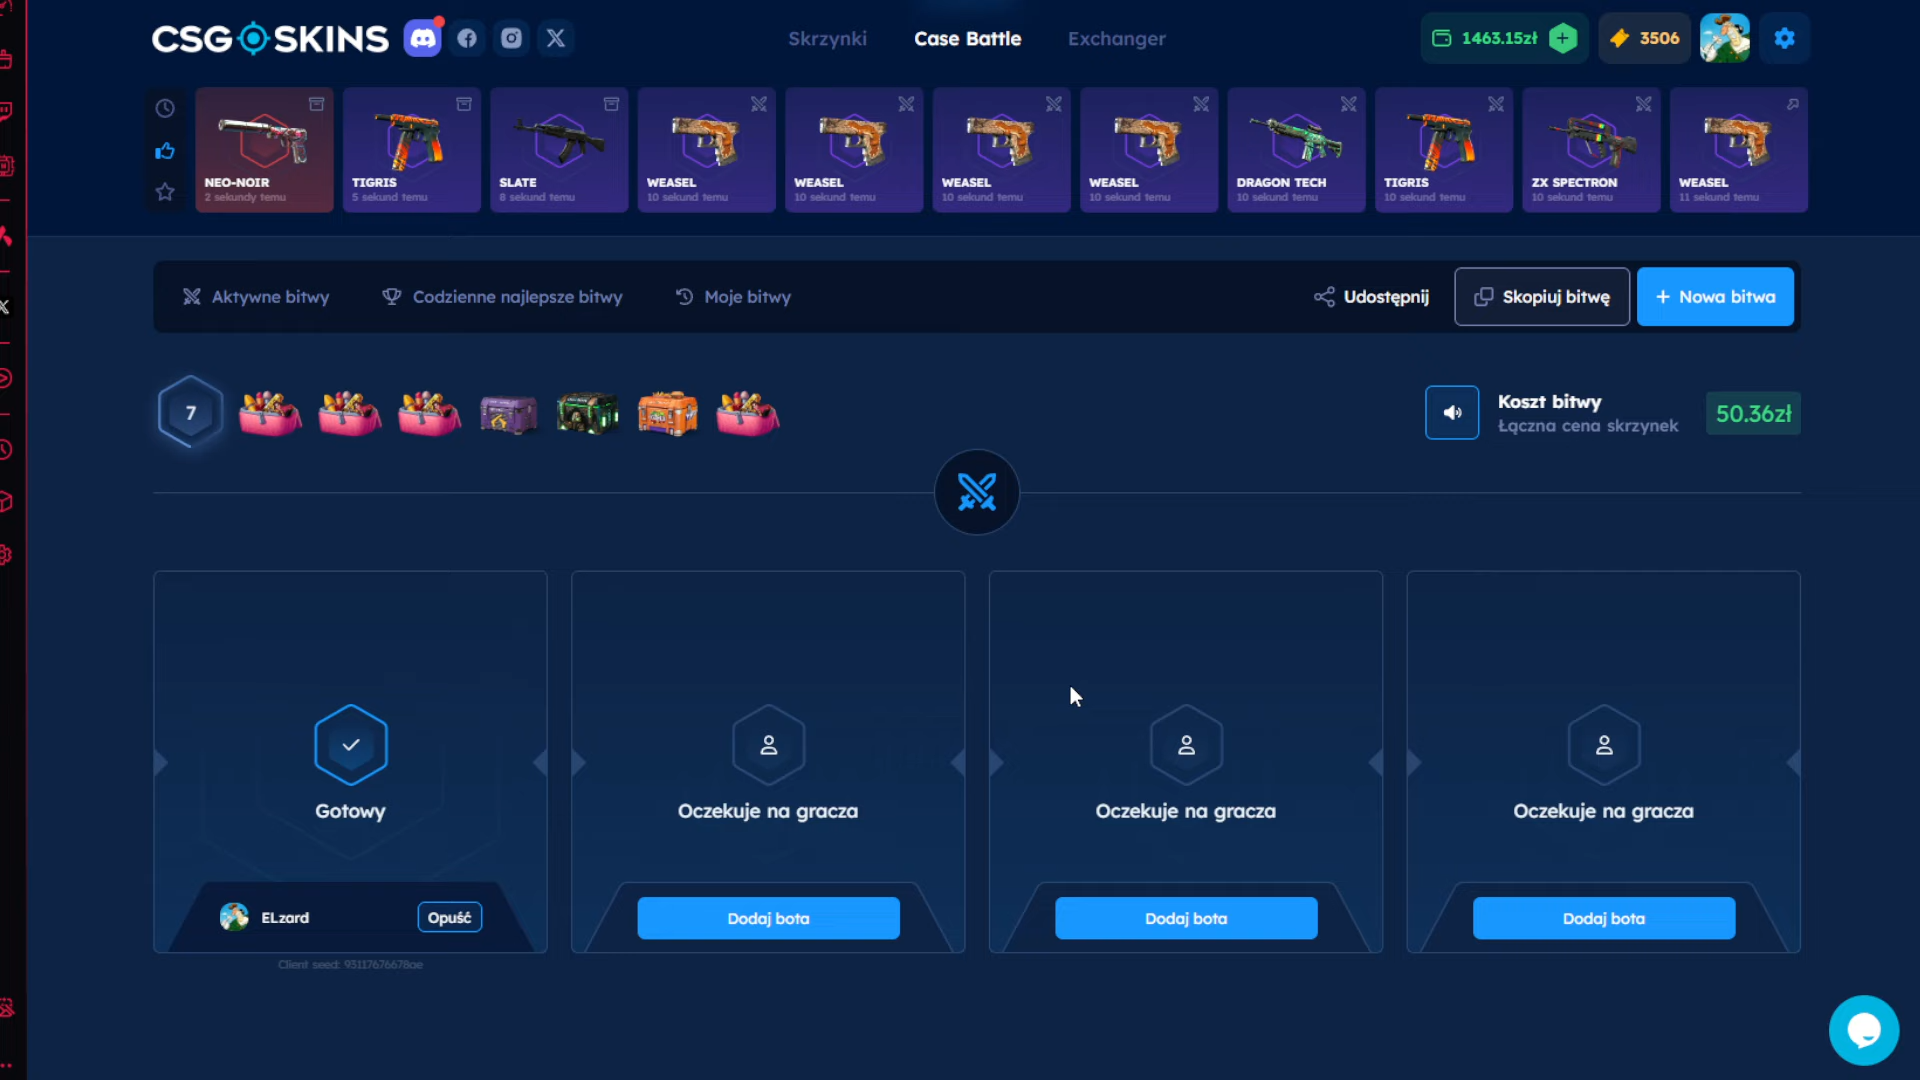 CSG SKINS
Skrzynki
Case Battle
Exchanger
1463.15zł
3506
NEO-NOIR
2 sekundy temu
TIGRIS
5 sekund temu
SLATE
8 sekund temu
WEASEL
10 sekund temu
WEASEL
10 sekund temu
WEASEL
10 sekund temu
WEASEL
10 sekund temu
DRAGON TECH
10 sekund temu
TIGRIS
10 sekund temu
ZX SPECTRON
10 sekund temu
WEASEL
11 sekund temu
Aktywne bitwy
Codzienne najlepsze bitwy
Moje bitwy
Udostępnij
Skopiuj bitwę
+ Nowa bitwa
7
Koszt bitwy
Łączna cena skrzynek
50.36zł
Gotowy
Oczekuje na gracza
Oczekuje na gracza
Oczekuje na gracza
ELzard
Opuść
Dodaj bota
Dodaj bota
Dodaj bota
Client seed: 93117676678ae